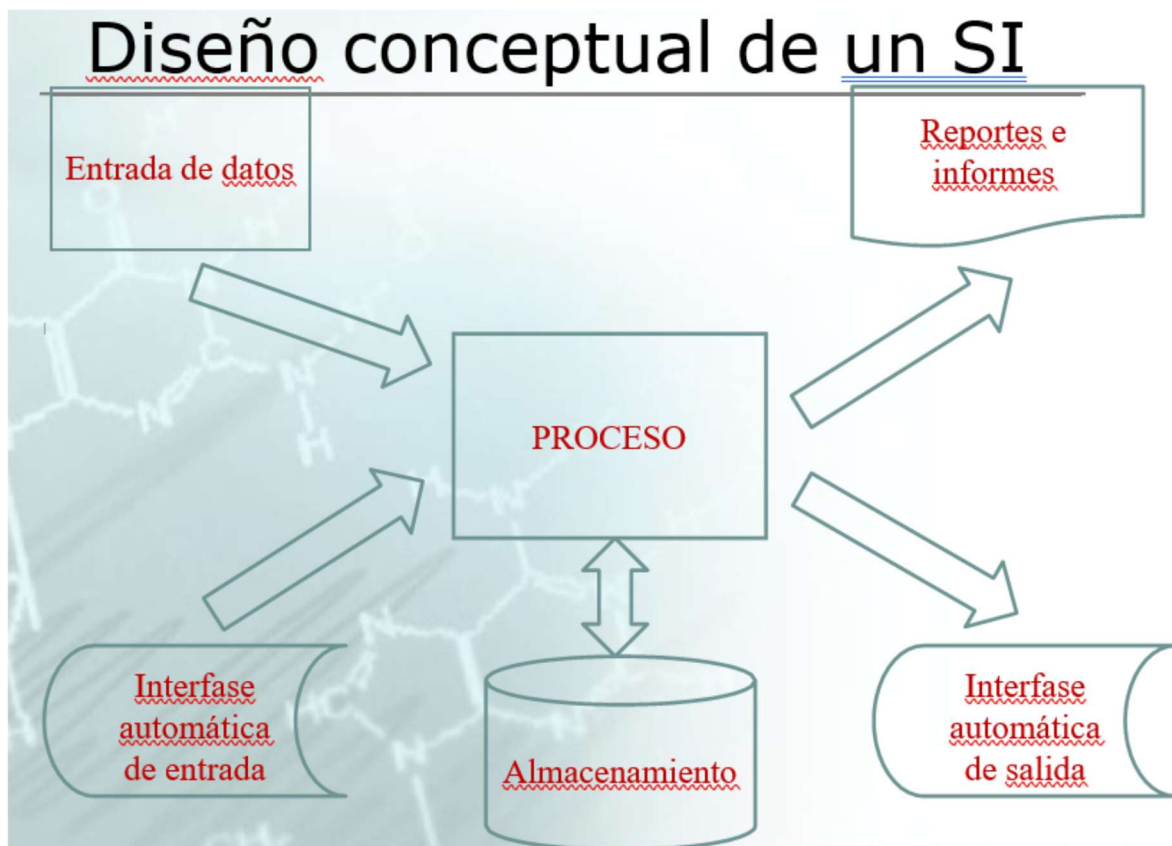 Diseño conceptual de un SI
Entrada de datos
Reportes e
informes
PROCESO
Interfase
automática
de entrada
Almacenamiento
Interfase
automática
de salida